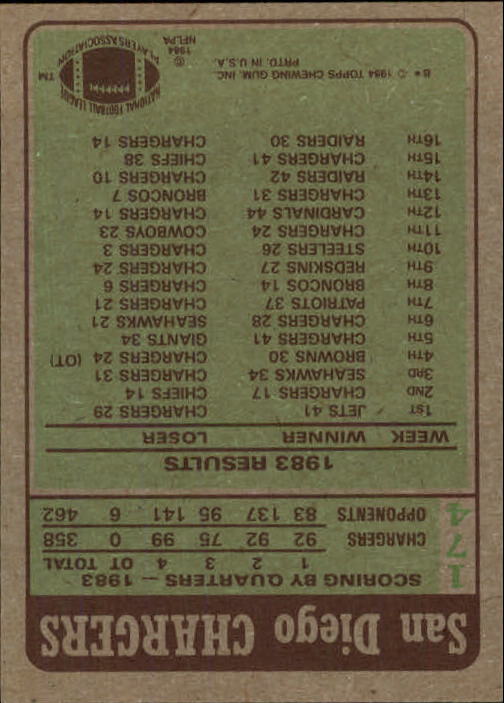 San Diego CHARGERS
174
SCORING BY QUARTERS — 1983
1 2 3 4 OT TOTAL
CHARGERS 92 92 75 99 0 358
OPPONENTS 83 137 95 141 6 462
1983 RESULTS
WEEK WINNER LOSER
1ST JETS 41 CHARGERS 29
2ND CHARGERS 17 CHIEFS 14
3RD SEAHAWKS 34 CHARGERS 31
4TH BROWNS 30 CHARGERS 24 (OT)
5TH CHARGERS 41 GIANTS 34
6TH CHARGERS 28 SEAHAWKS 21
7TH PATRIOTS 37 CHARGERS 21
8TH BRONCOS 14 CHARGERS 6
9TH REDSKINS 27 CHARGERS 24
10TH STEELERS 26 CHARGERS 3
11TH CHARGERS 24 COWBOYS 23
12TH CARDINALS 44 CHARGERS 14
13TH CHARGERS 31 BRONCOS 7
14TH RAIDERS 42 CHARGERS 10
15TH CHARGERS 41 CHIEFS 38
16TH RAIDERS 30 CHARGERS 14
B* © 1984 TOPPS CHEWING GUM, INC.
PRTD. IN U.S.A.
NATIONAL FOOTBALL LEAGUE
PLAYERS ASSOCIATION
TM
©
1984
NFLPA